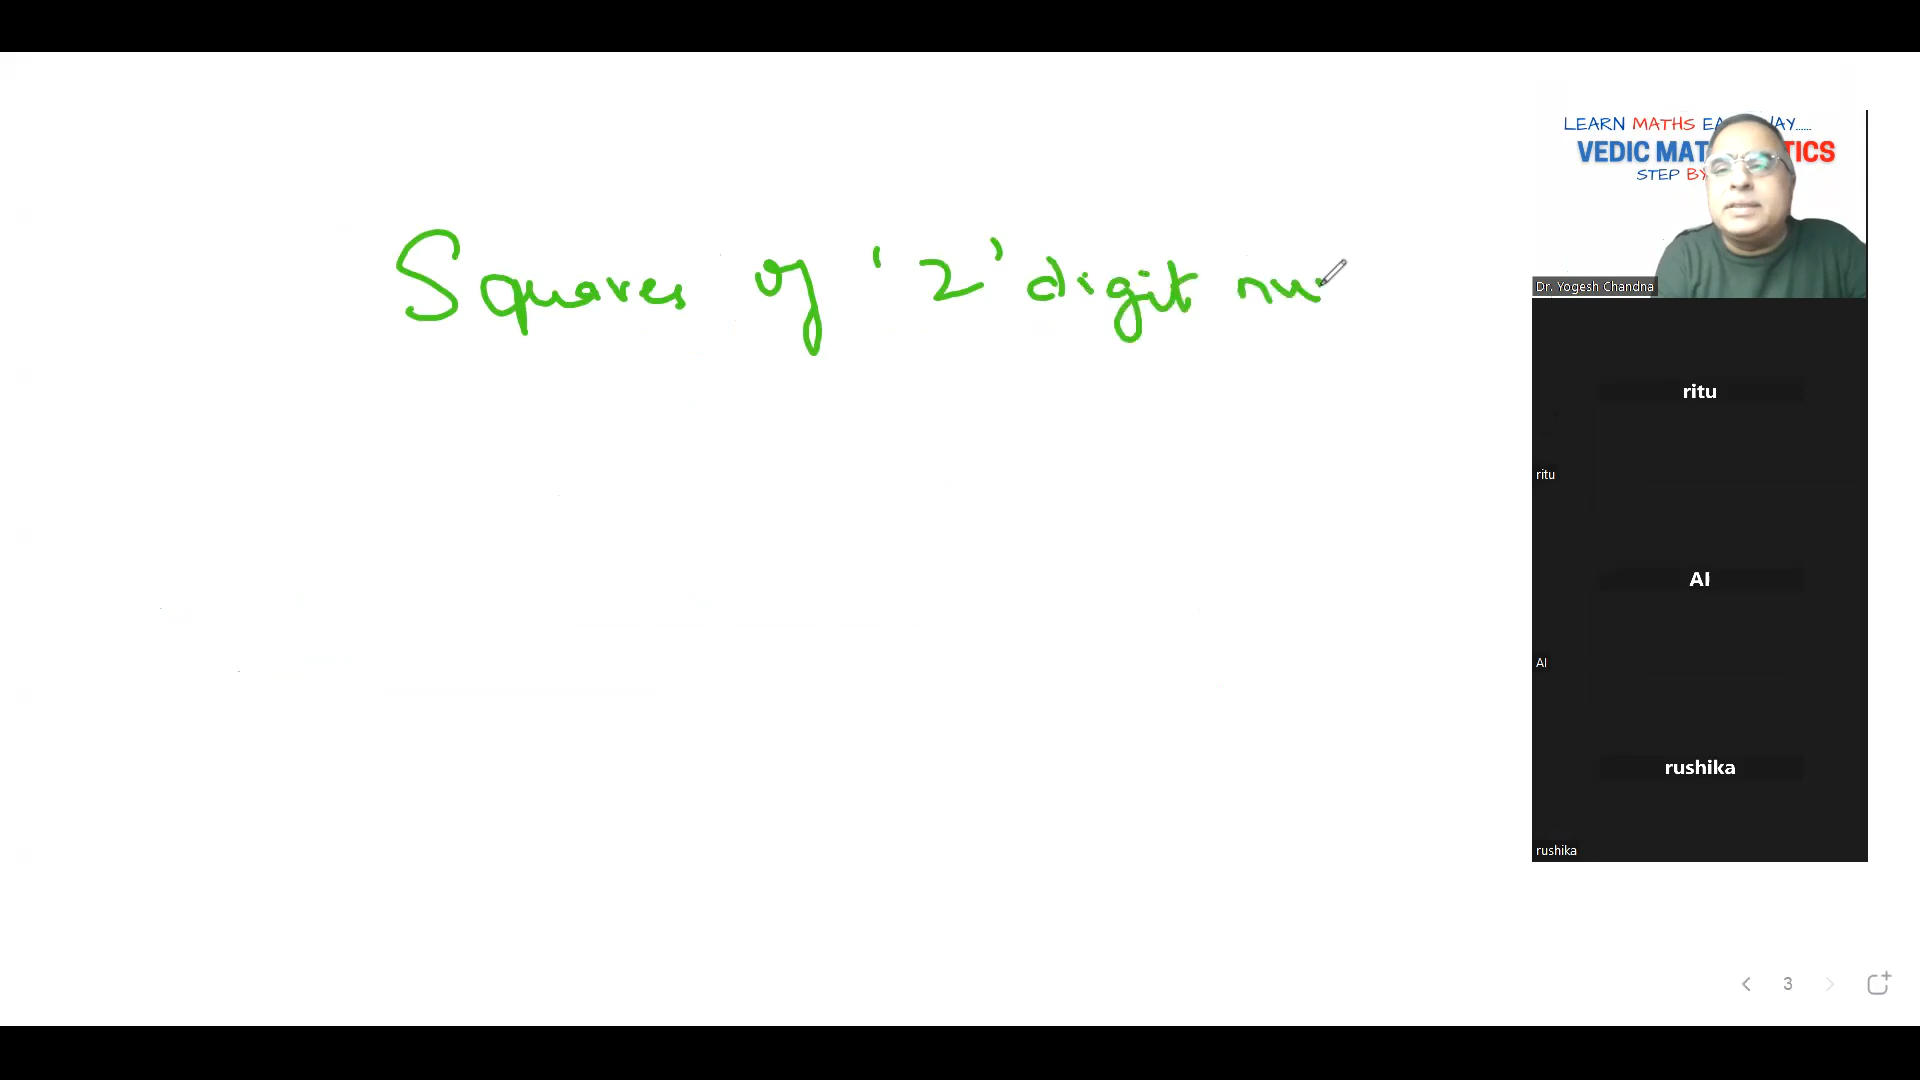 LEARN MATHS EA WAY......
VEDIC MAT TICS
STEP BY
Squares of '2' digit nu
Dr. Yogesh Chandna
ritu
ritu
AI
AI
rushika
rushika
3